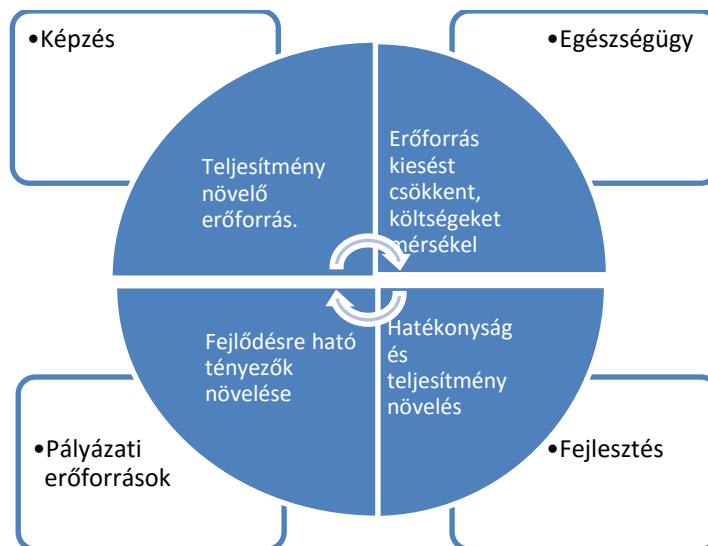 •Képzés
•Egészségügy
Teljesítmény
növelő
erőforrás.
Erőforrás
kiesést
csökkent,
költségeket
mérsékel
Fejlődésre ható
tényezők
növelése
Hatékonyság
és
teljesítmény
növelés
•Pályázati
erőforrások
•Fejlesztés